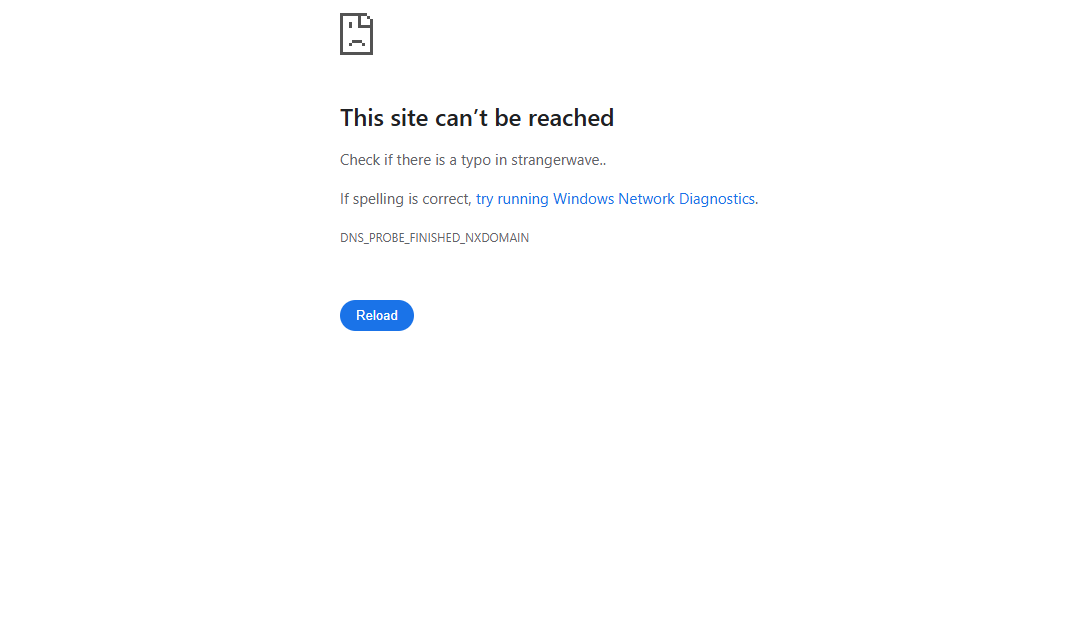 This site can’t be reached
Check if there is a typo in strangerwave..
If spelling is correct, try running Windows Network Diagnostics.
DNS_PROBE_FINISHED_NXDOMAIN
Reload